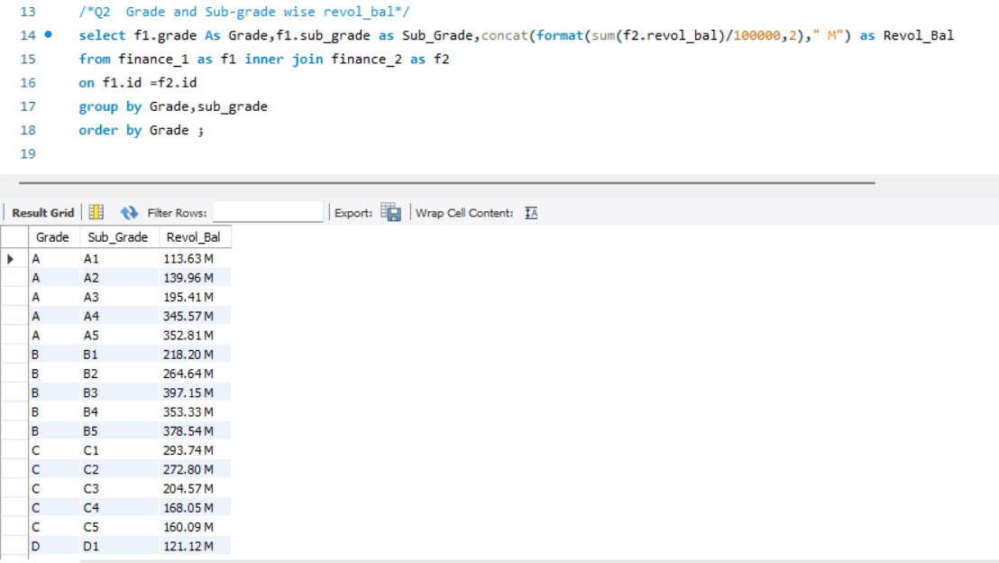 13 /*Q2  Grade and Sub-grade wise revol_bal*/
14 select f1.grade As Grade,f1.sub_grade as Sub_Grade,concat(format(sum(f2.revol_bal)/100000,2)," M") as Revol_Bal
15 from finance_1 as f1 inner join finance_2 as f2
16 on f1.id =f2.id
17 group by Grade,sub_grade
18 order by Grade ;
19
Result Grid Filter Rows: Export: Wrap Cell Content: IA
Grade Sub_Grade Revol_Bal
A A1 113.63 M
A A2 139.96 M
A A3 195.41 M
A A4 345.57 M
A A5 352.81 M
B B1 218.20 M
B B2 264.64 M
B B3 397.15 M
B B4 353.33 M
B B5 378.54 M
C C1 293.74 M
C C2 272.80 M
C C3 204.57 M
C C4 168.05 M
C C5 160.09 M
D D1 121.12 M